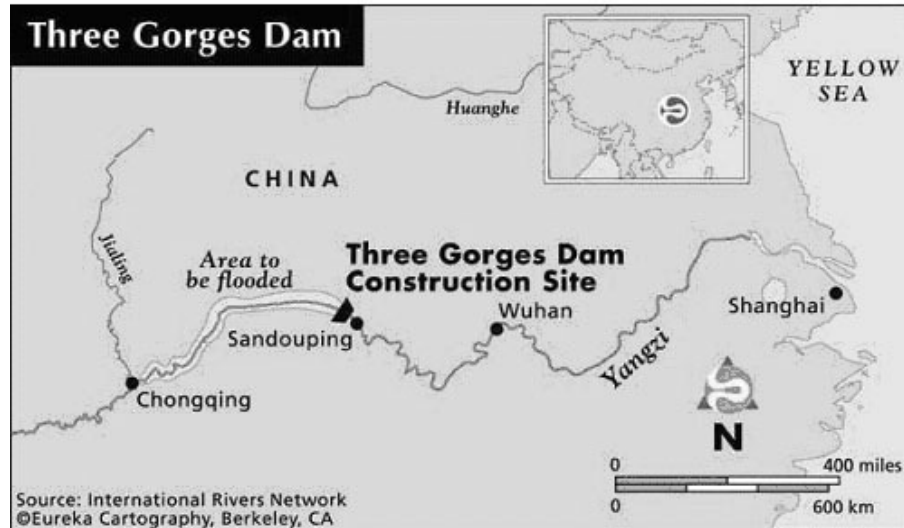 Three Gorges Dam
YELLOW
SEA
Huanghe
CHINA
Jialing
Area to
be flooded
Three Gorges Dam
Construction Site
Wuhan
Shanghai
Sandouping
Yangzi
Chongqing
N
0 400 miles
0 600 km
Source: International Rivers Network
©Eureka Cartography, Berkeley, CA